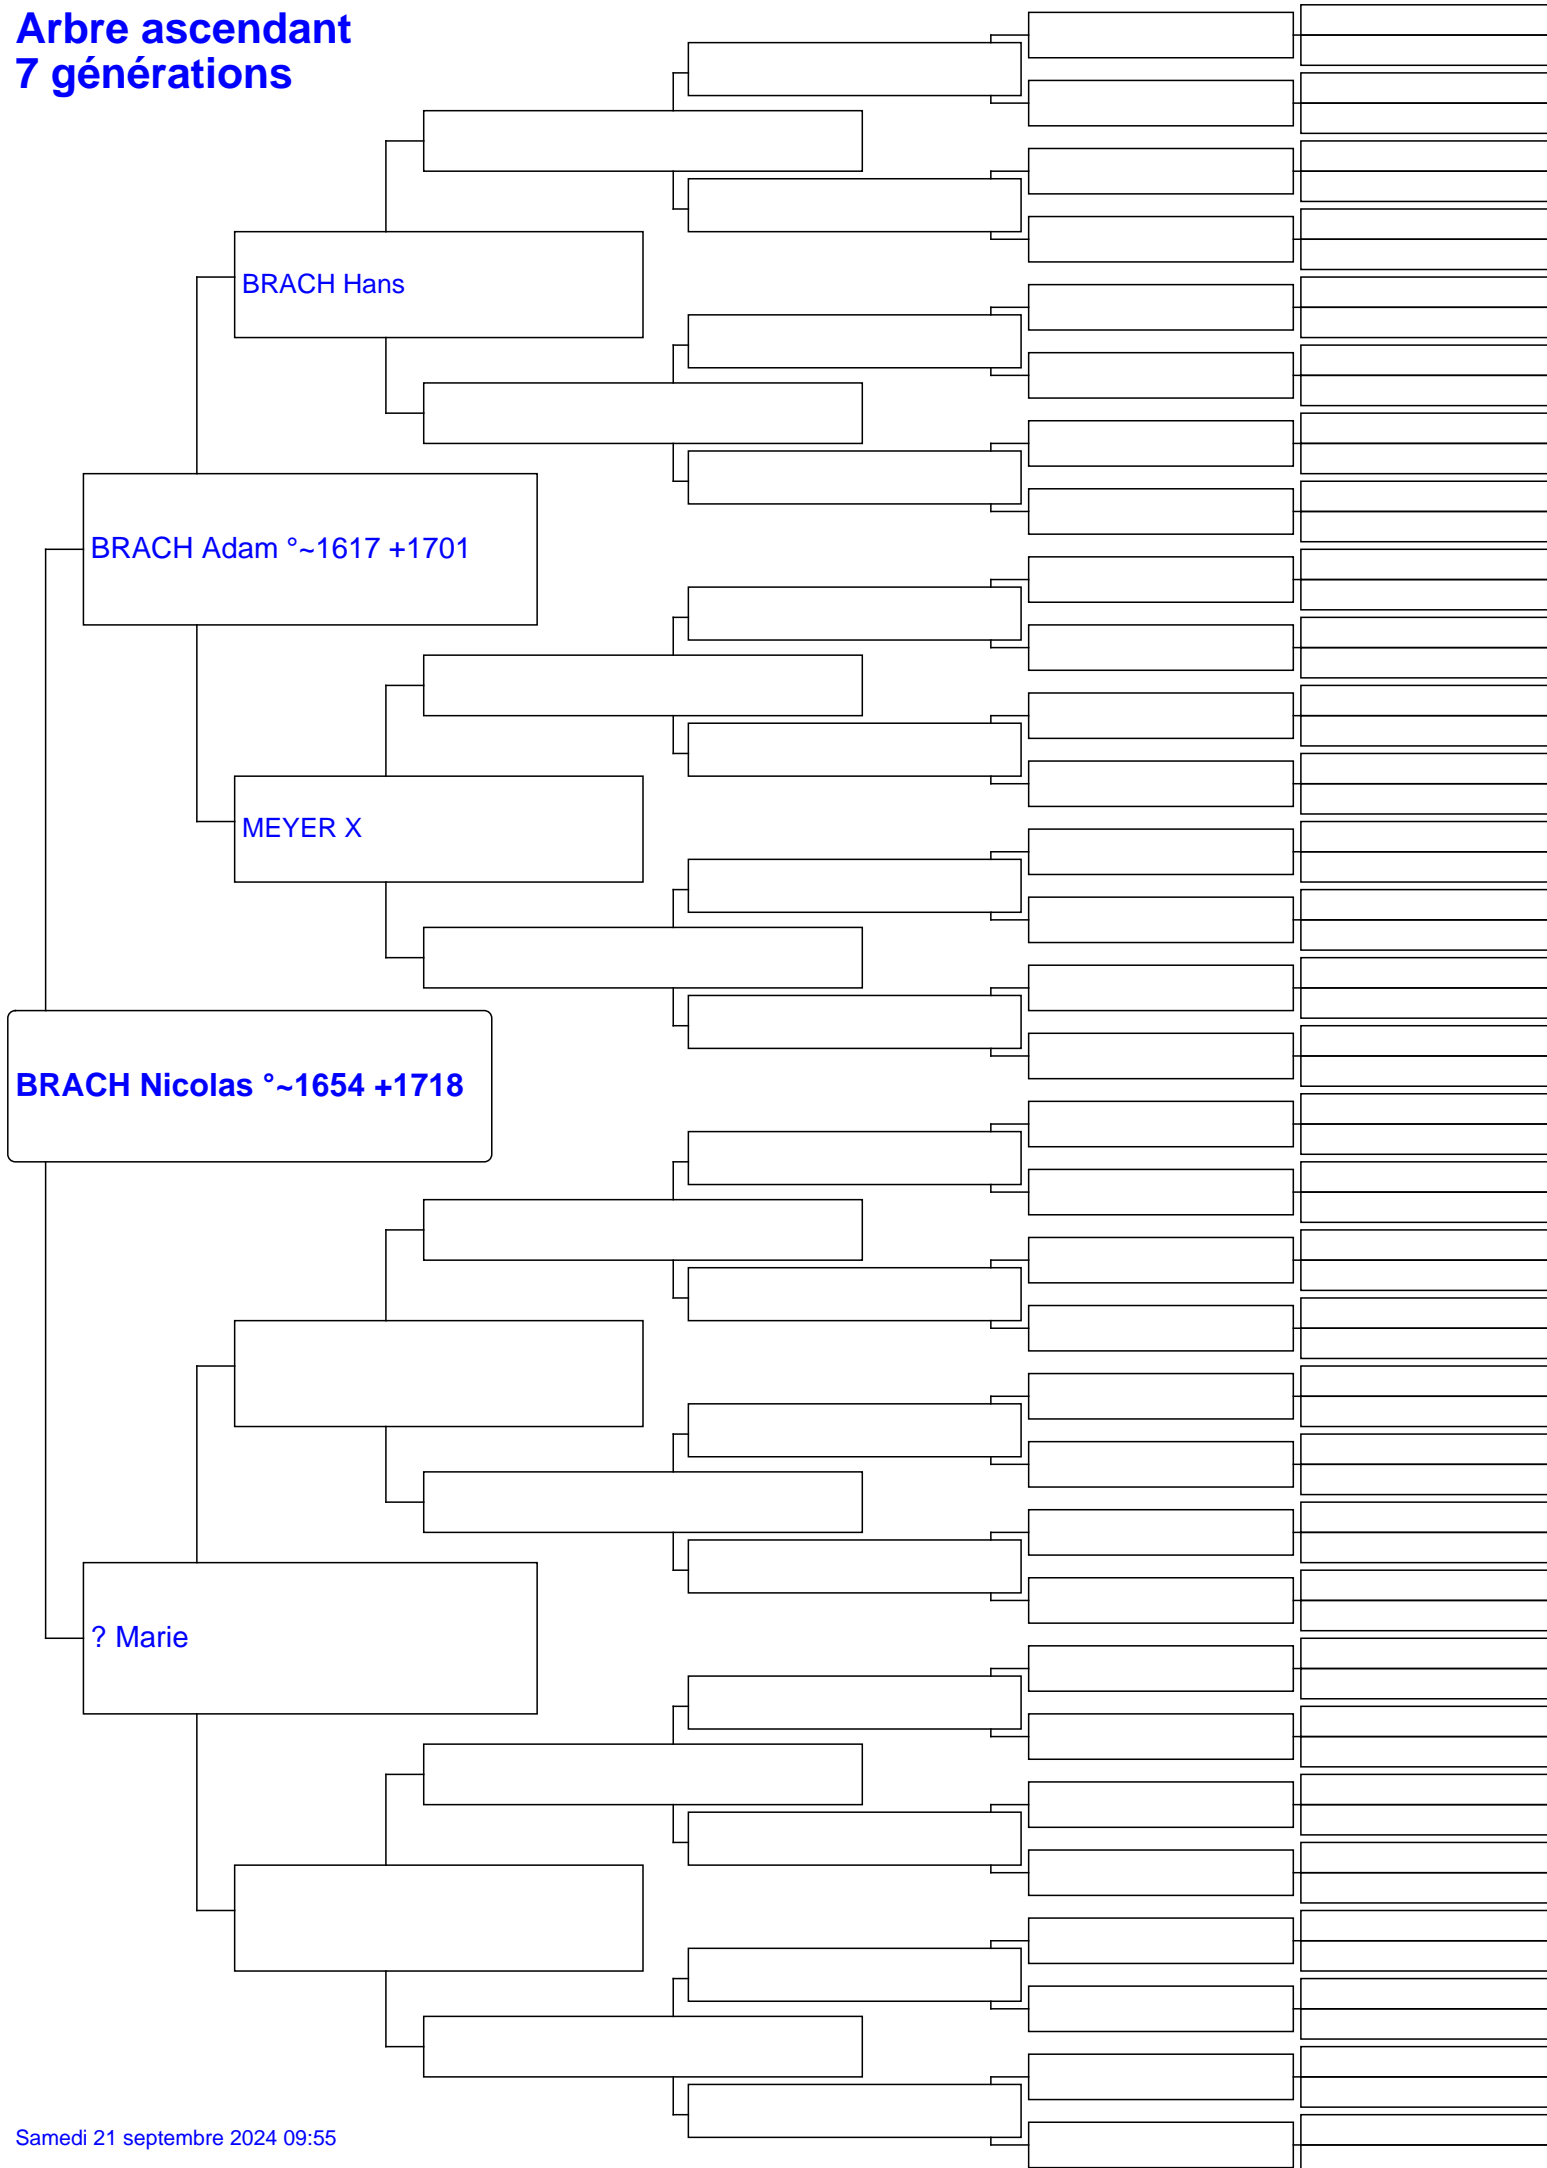 Arbre ascendant
7 générations
BRACH Hans
BRACH Adam °~1617 +1701
MEYER X
BRACH Nicolas °~1654 +1718
? Marie
Samedi 21 septembre 2024 09:55